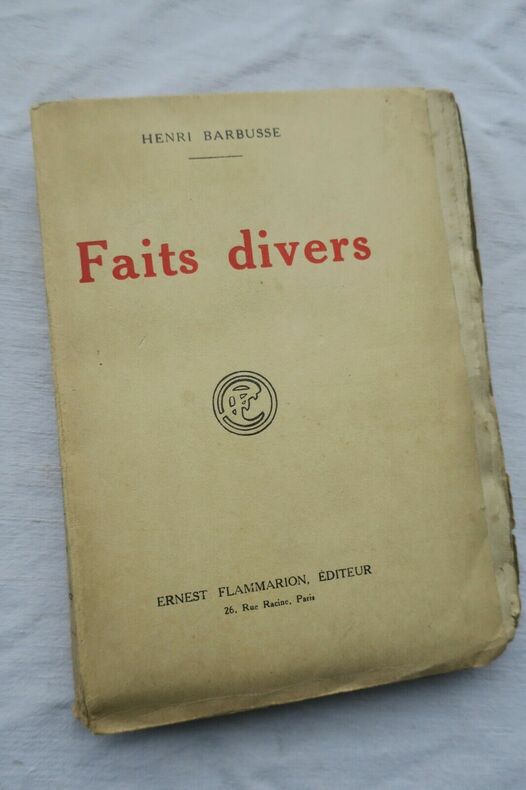 HENRI BARBUSSE
Faits divers
ERNEST FLAMMARION, ÉDITEUR
26, Rue Racine, Paris